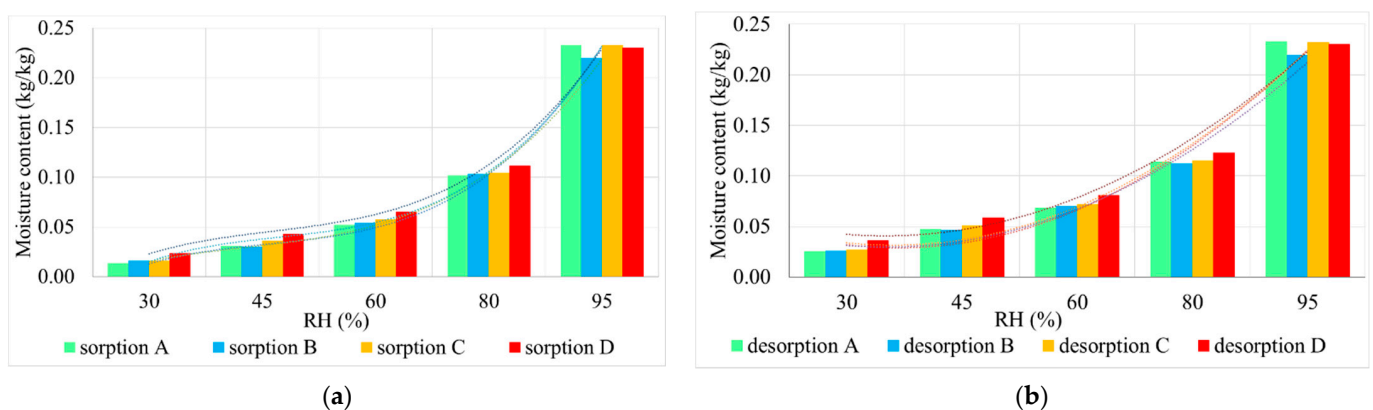 0.25
0.20
0.15
0.10
0.05
0.00
Moisture content (kg/kg)
30 45 60 80 95
RH (%)
sorption A sorption B sorption C sorption D
(a)
0.25
0.20
0.15
0.10
0.05
0.00
Moisture content (kg/kg)
30 45 60 80 95
RH (%)
desorption A desorption B desorption C desorption D
(b)